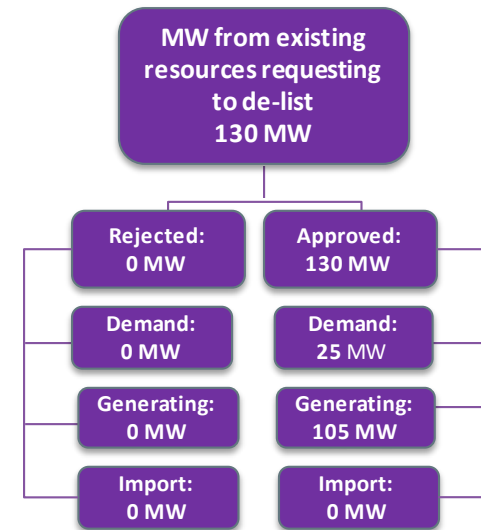 MW from existing
resources requesting
to de-list
130 MW
Rejected:
0 MW
Approved:
130 MW
Demand:
0 MW
Demand:
25 MW
Generating:
0 MW
Generating:
105 MW
Import:
0 MW
Import:
0 MW